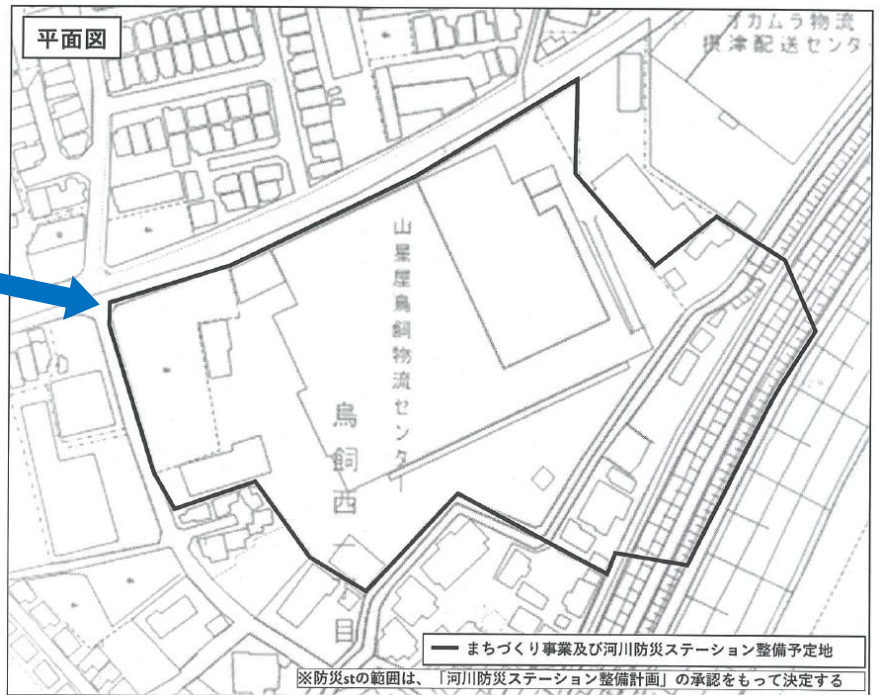 平面図
オカムラ物流
摂津配送センタ
山星屋鳥飼物流センター
鳥飼西
目
━ まちづくり事業及び河川防災ステーション整備予定地
※防災stの範囲は、「河川防災ステーション整備計画」の承認をもって決定する